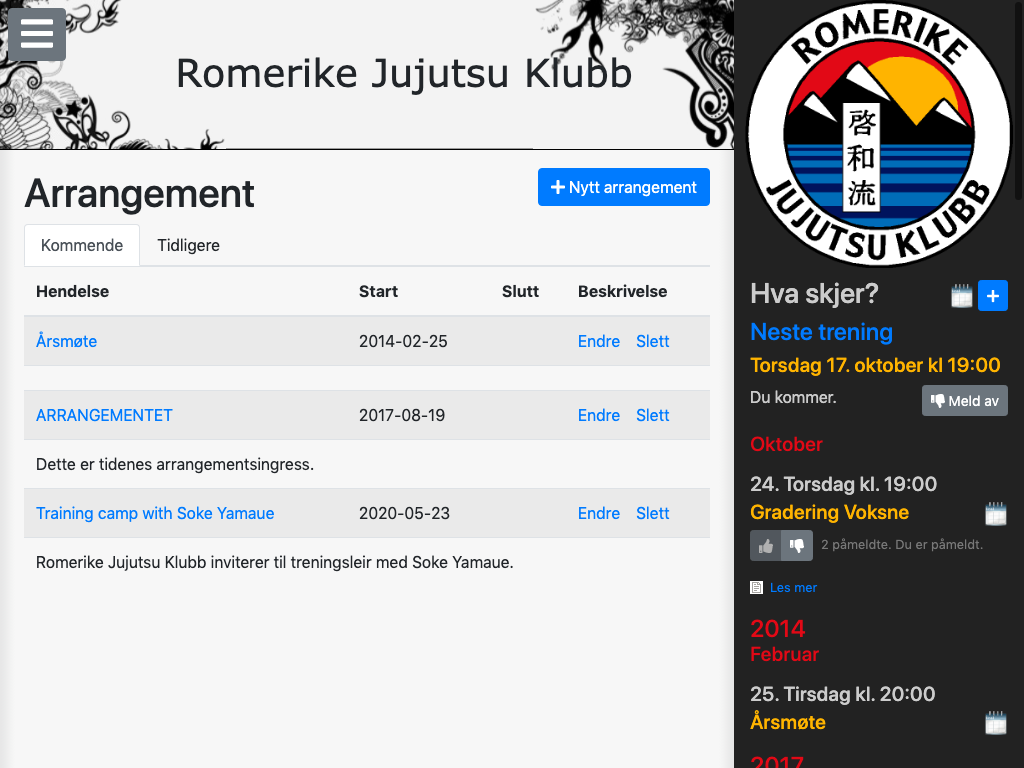 Romerike Jujutsu Klubb
Arrangement
Nytt arrangement
Kommende Tidligere
Hendelse Start Slutt Beskrivelse
Årsmøte 2014-02-25 Endre Slett
ARRANGEMENTET 2017-08-19 Endre Slett
Dette er tidenes arrangementsingress.
Training camp with Soke Yamaue 2020-05-23 Endre Slett
Romerike Jujutsu Klubb inviterer til treningsleir med Soke Yamaue.
ROMERIKE
啓和流
JUJUTSU KLUBB
Hva skjer?
Neste trening
Torsdag 17. oktober kl 19:00
Du kommer. Meld av
Oktober
24. Torsdag kl. 19:00
Gradering Voksne
2 påmeldte. Du er påmeldt.
Les mer
2014
Februar
25. Tirsdag kl. 20:00
Årsmøte
2017